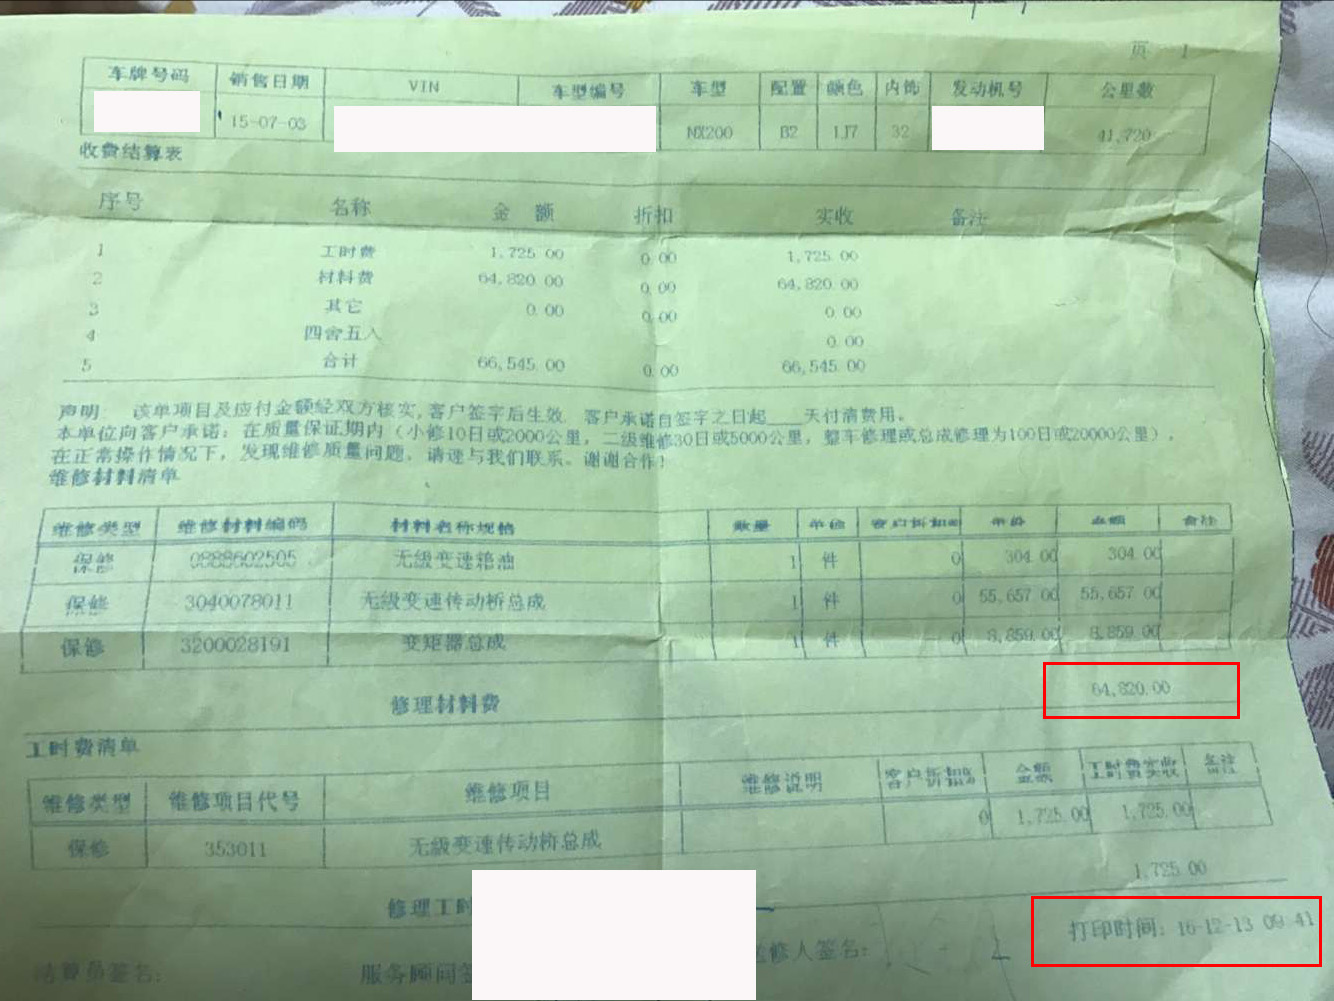 页 1
车牌号码 销售日期 VIN 车型编号 车型 配置 颜色 内饰 发动机号 公里数
15-07-03 NX200 B2 1J7 32 41,720
收费结算表
序号 名称 金额 折扣 实收 备注
1 工时费 1,725.00 0.00 1,725.00
2 材料费 64,820.00 0.00 64,820.00
3 其它 0.00 0.00 0.00
4 四舍五入 0.00
5 合计 66,545.00 0.00 66,545.00
声明: 该单项目及应付金额经双方核实,客户签字后生效. 客户承诺自签字之日起____天付清费用。
本单位向客户承诺: 在质量保证期内(小修10日或2000公里,二级维修30日或5000公里,整车修理或总成修理为100日或20000公里),
在正常操作情况下,发现维修质量问题,请速与我们联系。谢谢合作!
维修材料清单
维修类型 维修材料编码 材料名称规格 数量 单位 客户折扣% 单价 金额 备注
保修 0888602505 无级变速箱油 1 件 0 304.00 304.00
保修 3040078011 无级变速传动桥总成 1 件 0 55,657.00 55,657.00
保修 3200028191 变矩器总成 1 件 0 8,859.00 8,859.00
修理材料费 64,820.00
工时费清单
维修类型 维修项目代号 维修项目 维修说明 客户折扣% 金额 工时费实收 备注
保修 353011 无级变速传动桥总成 0 1,725.00 1,725.00
修理工时 1,725.00
打印时间: 16-12-13 09:41
结算员签名: 服务顾问签 送修人签名: